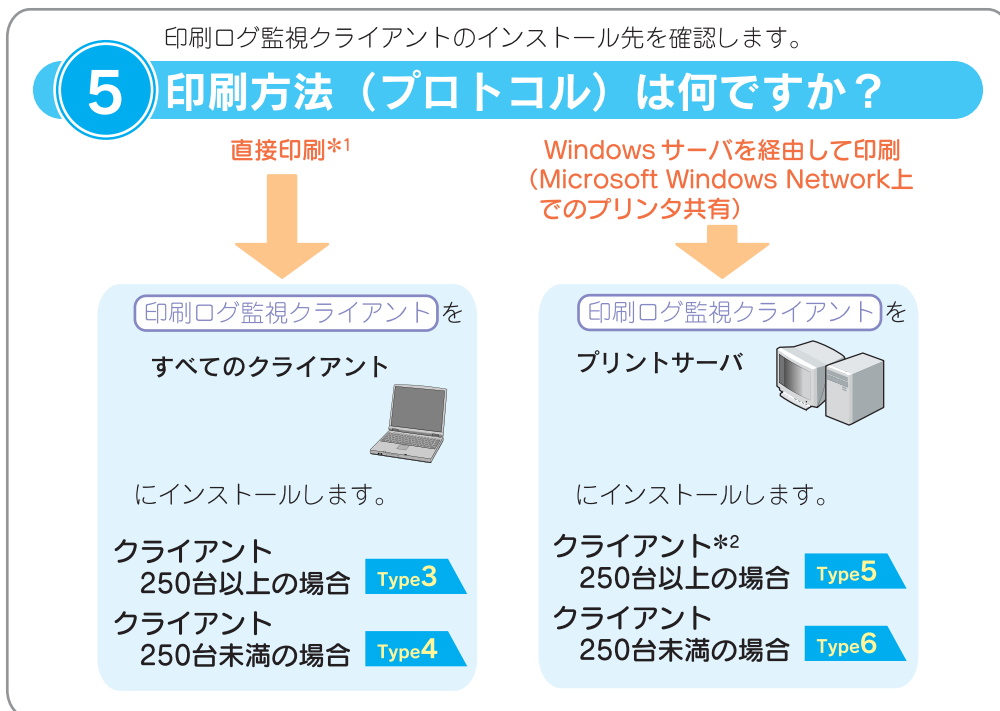 印刷ログ監視クライアントのインストール先を確認します。
5 印刷方法（プロトコル）は何ですか？
直接印刷*1
印刷ログ監視クライアントを
すべてのクライアント
にインストールします。
クライアント
250台以上の場合 Type3
クライアント
250台未満の場合 Type4
Windows サーバを経由して印刷
（Microsoft Windows Network上
でのプリンタ共有）
印刷ログ監視クライアントを
プリントサーバ
にインストールします。
クライアント*2
250台以上の場合 Type5
クライアント
250台未満の場合 Type6